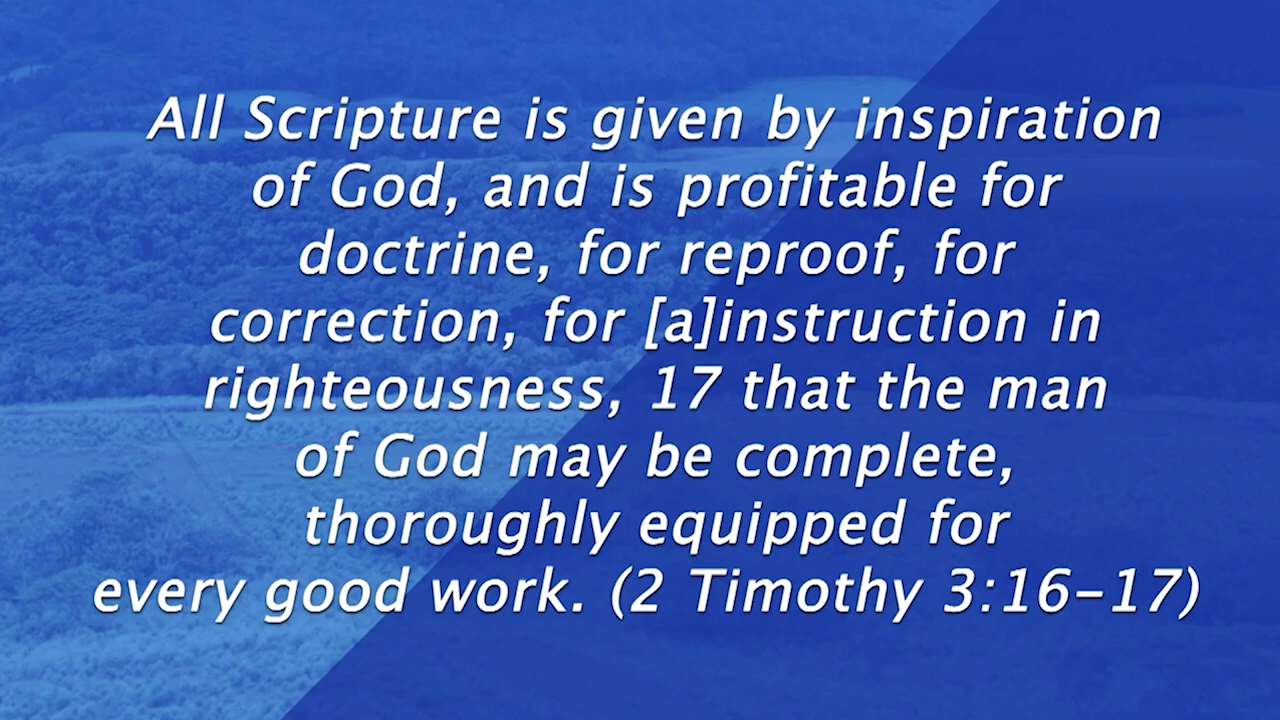 All Scripture is given by inspiration
of God, and is profitable for
doctrine, for reproof, for
correction, for [a]instruction in
righteousness, 17 that the man
of God may be complete,
thoroughly equipped for
every good work. (2 Timothy 3:16–17)